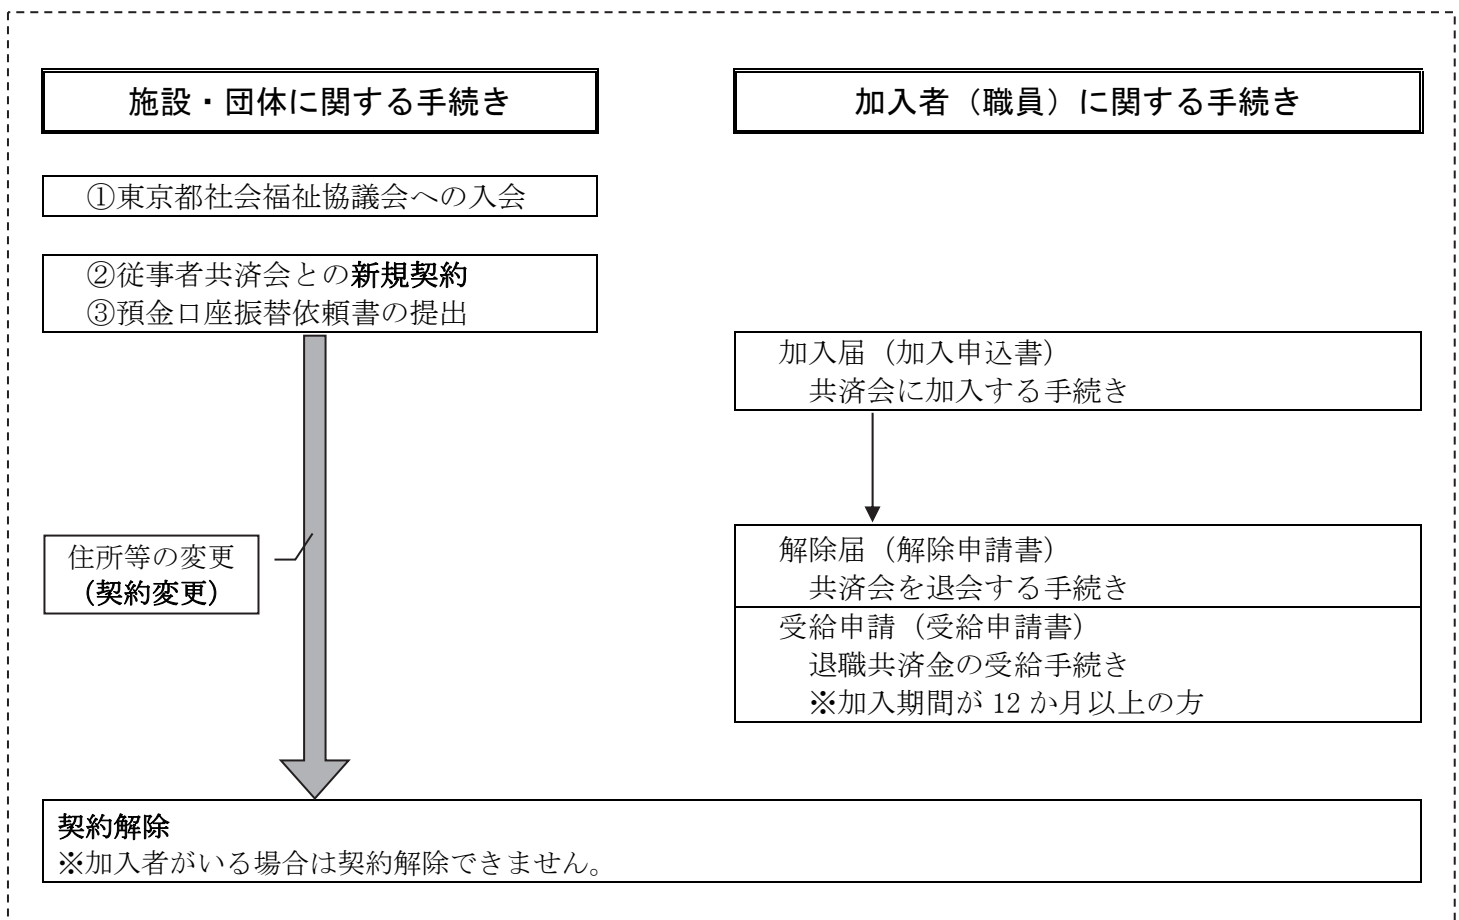 施設・団体に関する手続き
加入者（職員）に関する手続き
①東京都社会福祉協議会への入会
②従事者共済会との新規契約
③預金口座振替依頼書の提出
加入届（加入申込書）
共済会に加入する手続き
住所等の変更
（契約変更）
解除届（解除申請書）
共済会を退会する手続き
受給申請（受給申請書）
退職共済金の受給手続き
※加入期間が 12 か月以上の方
契約解除
※加入者がいる場合は契約解除できません。